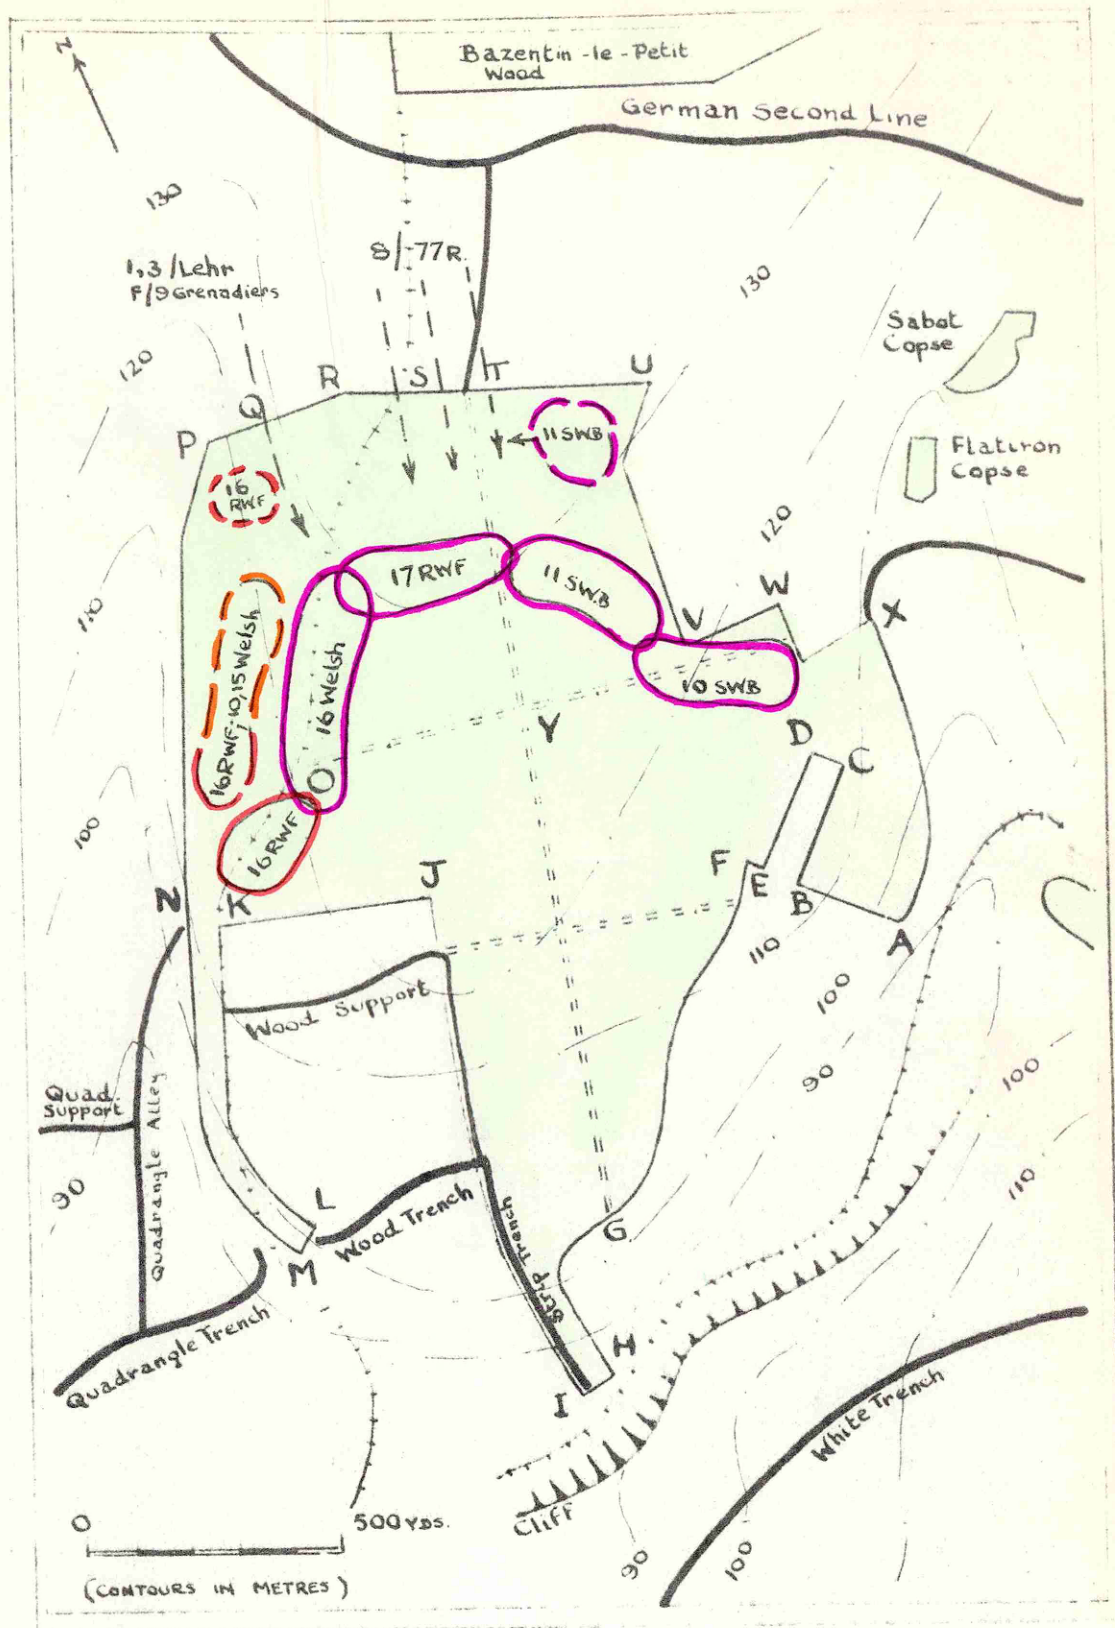 Bazentin-le-Petit
Wood
German Second Line
N
130
8/-77R.
1,3/Lehr
F/9 Grenadiers
130
Sabot
Copse
120
R
S
T
U
Q
P
11 SWB
Flatiron
Copse
16
RWF
120
110
17 RWF
11 SWB
W
V
X
16 RWF; 10, 15 Welsh
16 Welsh
10 SWB
Y
D
C
O
100
16 RWF
F
E
B
J
N
K
A
110
100
Wood Support
90
100
Quad.
Support
Quadrangle Alley
90
110
L
Wood Trench
Strip Trench
G
M
Quadrangle Trench
H
I
White Trench
Cliff
0
500 YDS.
90
100
(CONTOURS IN METRES)